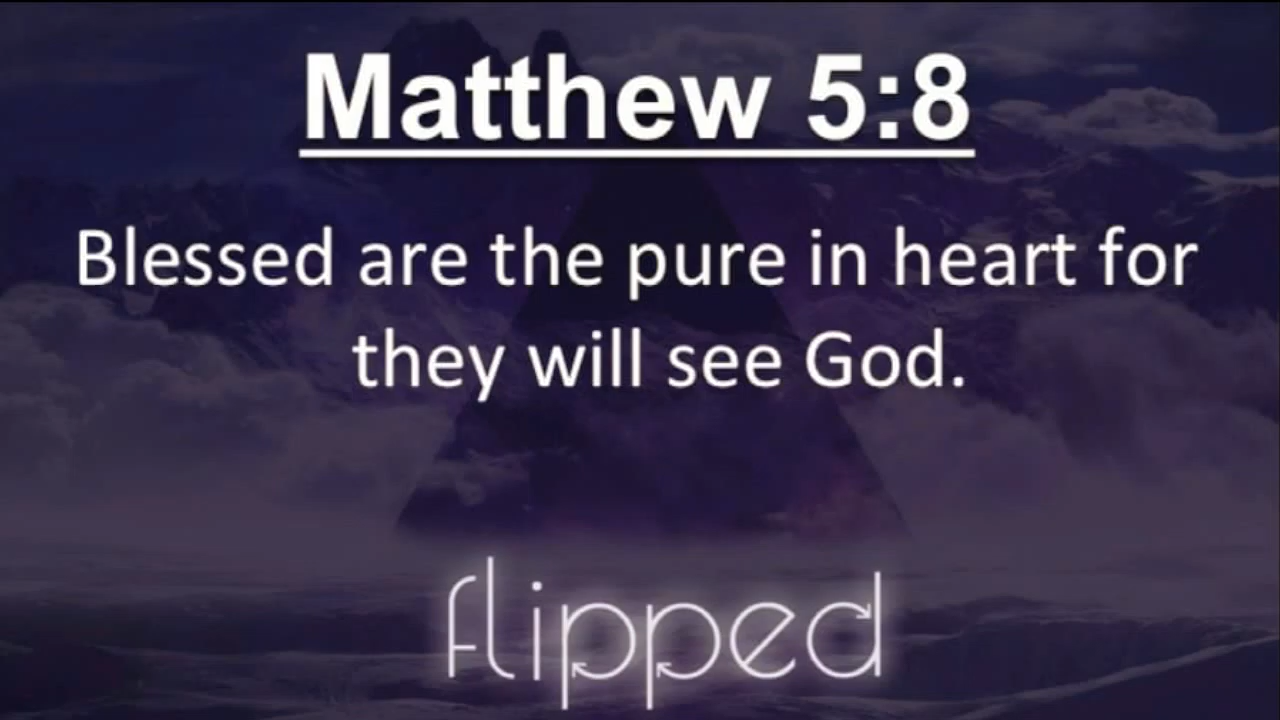 Matthew 5:8
Blessed are the pure in heart for
they will see God.
flipped